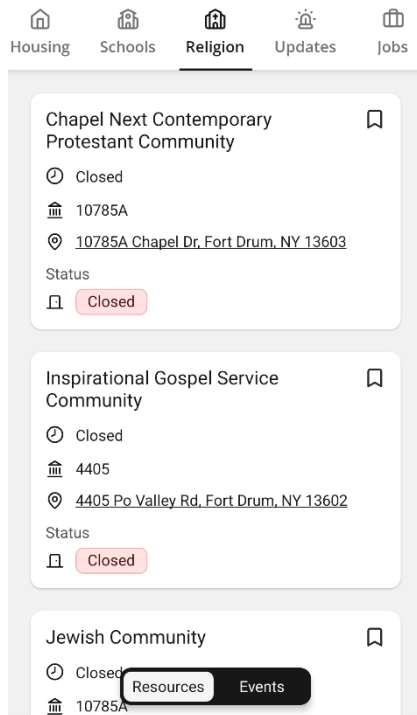 Housing Schools Religion Updates Jobs
Chapel Next Contemporary
Protestant Community
Closed
10785A
10785A Chapel Dr, Fort Drum, NY 13603
Status
Closed
Inspirational Gospel Service
Community
Closed
4405
4405 Po Valley Rd, Fort Drum, NY 13602
Status
Closed
Jewish Community
Closed
Resources Events
10785A